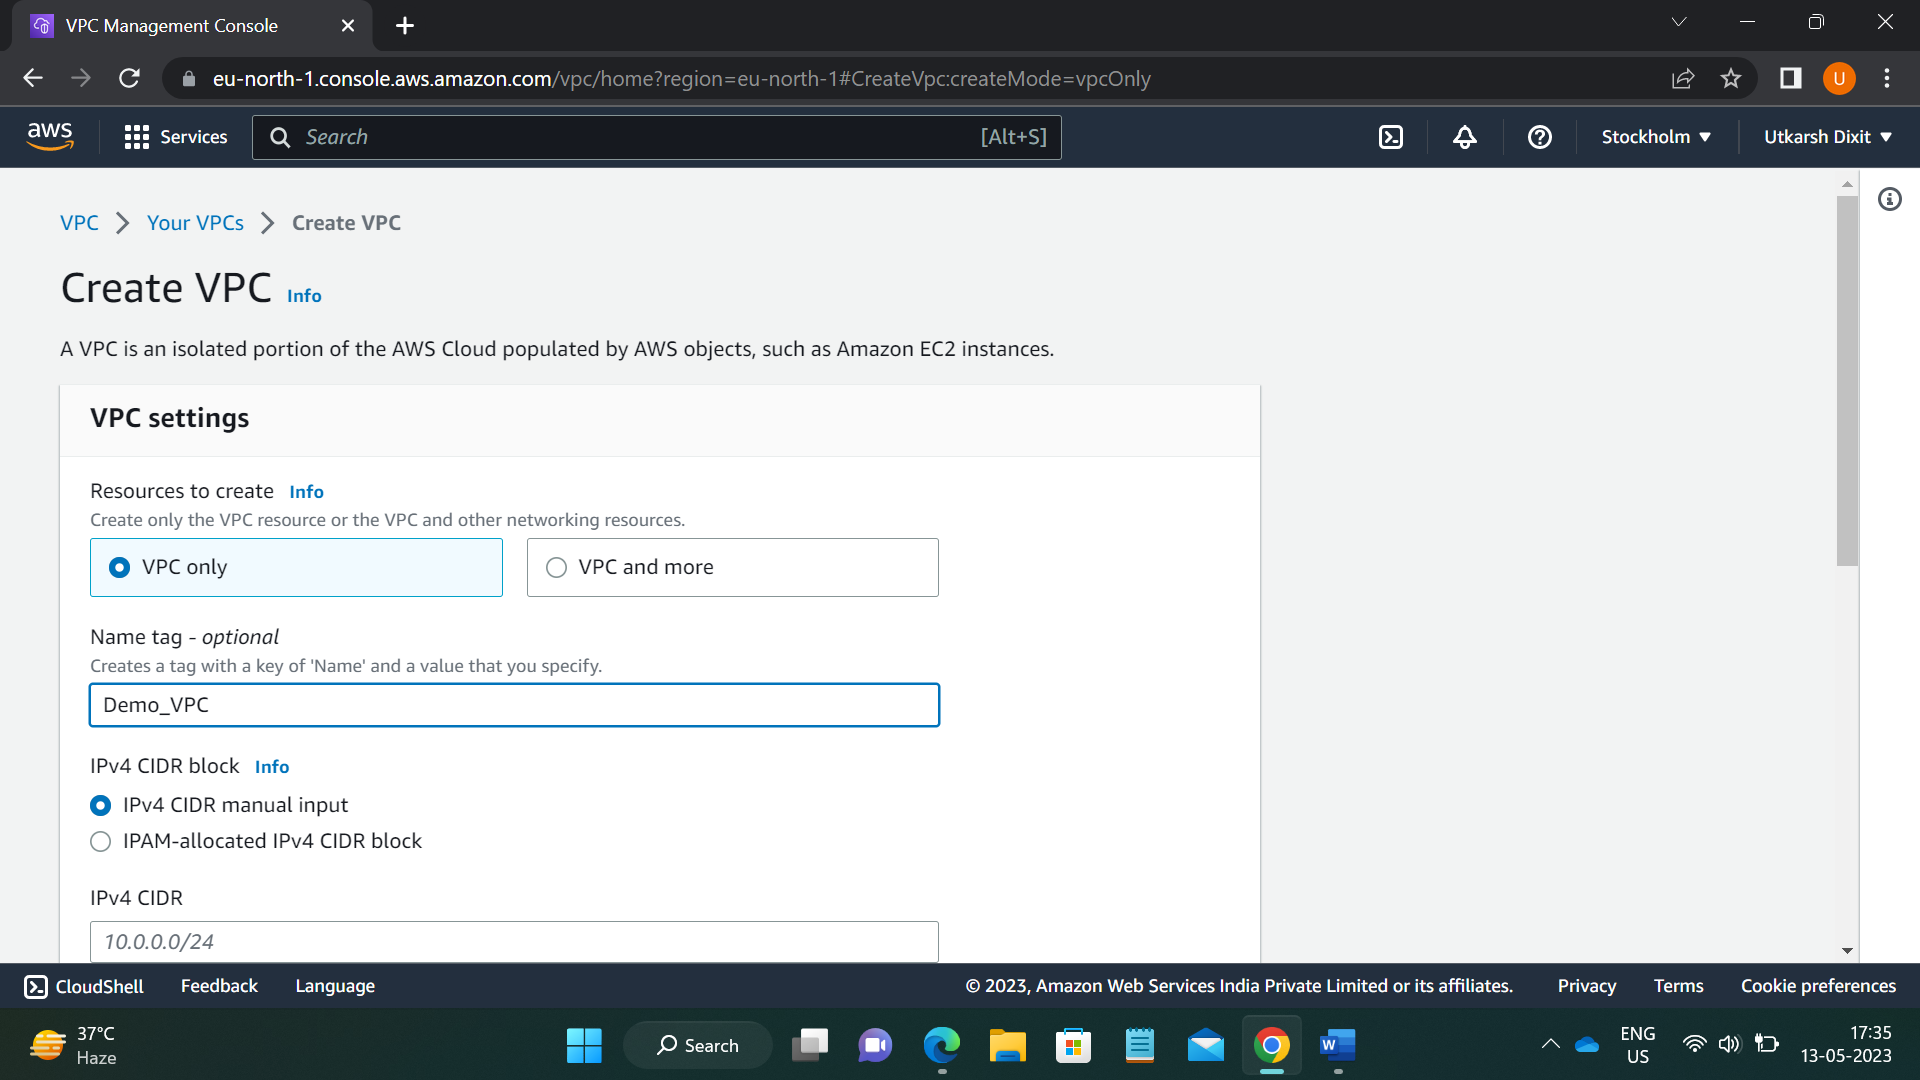 VPC Management Console
eu-north-1.console.aws.amazon.com/vpc/home?region=eu-north-1#CreateVpc:createMode=vpcOnly
U
aws
Services
Search
[Alt+S]
Stockholm
Utkarsh Dixit
VPC
Your VPCs
Create VPC
Create VPC Info
A VPC is an isolated portion of the AWS Cloud populated by AWS objects, such as Amazon EC2 instances.
VPC settings
Resources to create Info
Create only the VPC resource or the VPC and other networking resources.
VPC only
VPC and more
Name tag - optional
Creates a tag with a key of 'Name' and a value that you specify.
Demo_VPC
IPv4 CIDR block Info
IPv4 CIDR manual input
IPAM-allocated IPv4 CIDR block
IPv4 CIDR
10.0.0.0/24
CloudShell
Feedback
Language
© 2023, Amazon Web Services India Private Limited or its affiliates.
Privacy
Terms
Cookie preferences
37°C
Haze
Search
W
ENG
US
17:35
13-05-2023